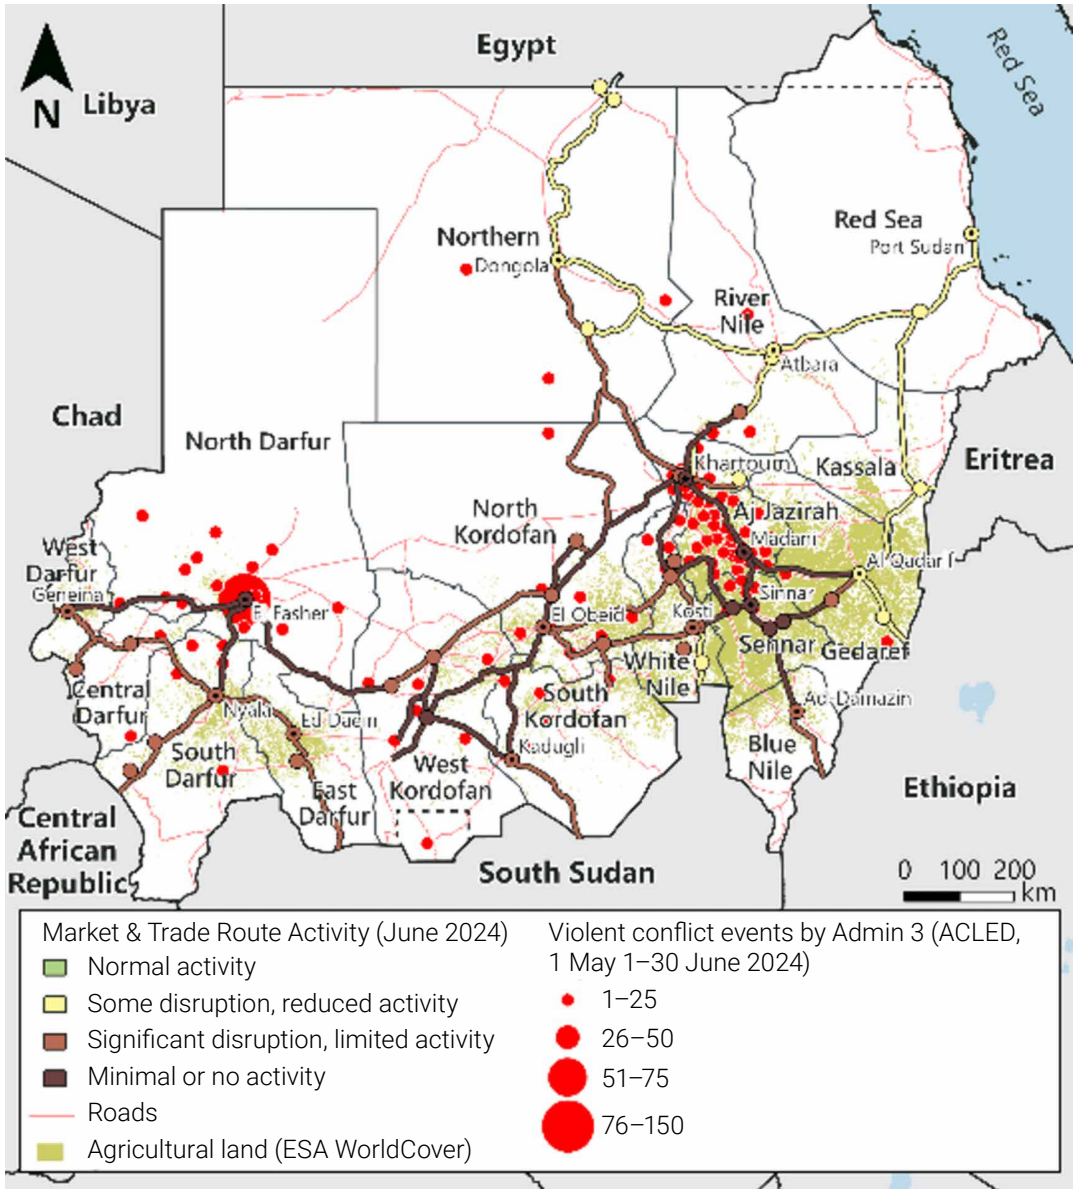 Egypt
Red Sea
Libya
N
Red Sea
Port Sudan
Northern
Dongola
River
Nile
Atbara
Chad
North Darfur
Khartoum
Kassala
Eritrea
North
Kordofan
Aj Jazirah
Madani
West
Darfur
Geneina
Al Qadarif
El Fasher
El Obeid
Kosti
Sinnar
Sennar
Gedaref
White
Nile
Central
Darfur
Nyala
Ed Daein
South
Kordofan
Ad-Damazin
South
Darfur
Kadugli
Blue
Nile
West
Kordofan
East
Darfur
Ethiopia
Central
African
Republic
South Sudan
0 100 200
km
Market & Trade Route Activity (June 2024)
Normal activity
Some disruption, reduced activity
Significant disruption, limited activity
Minimal or no activity
Roads
Agricultural land (ESA WorldCover)
Violent conflict events by Admin 3 (ACLED,
1 May 1–30 June 2024)
1–25
26–50
51–75
76–150